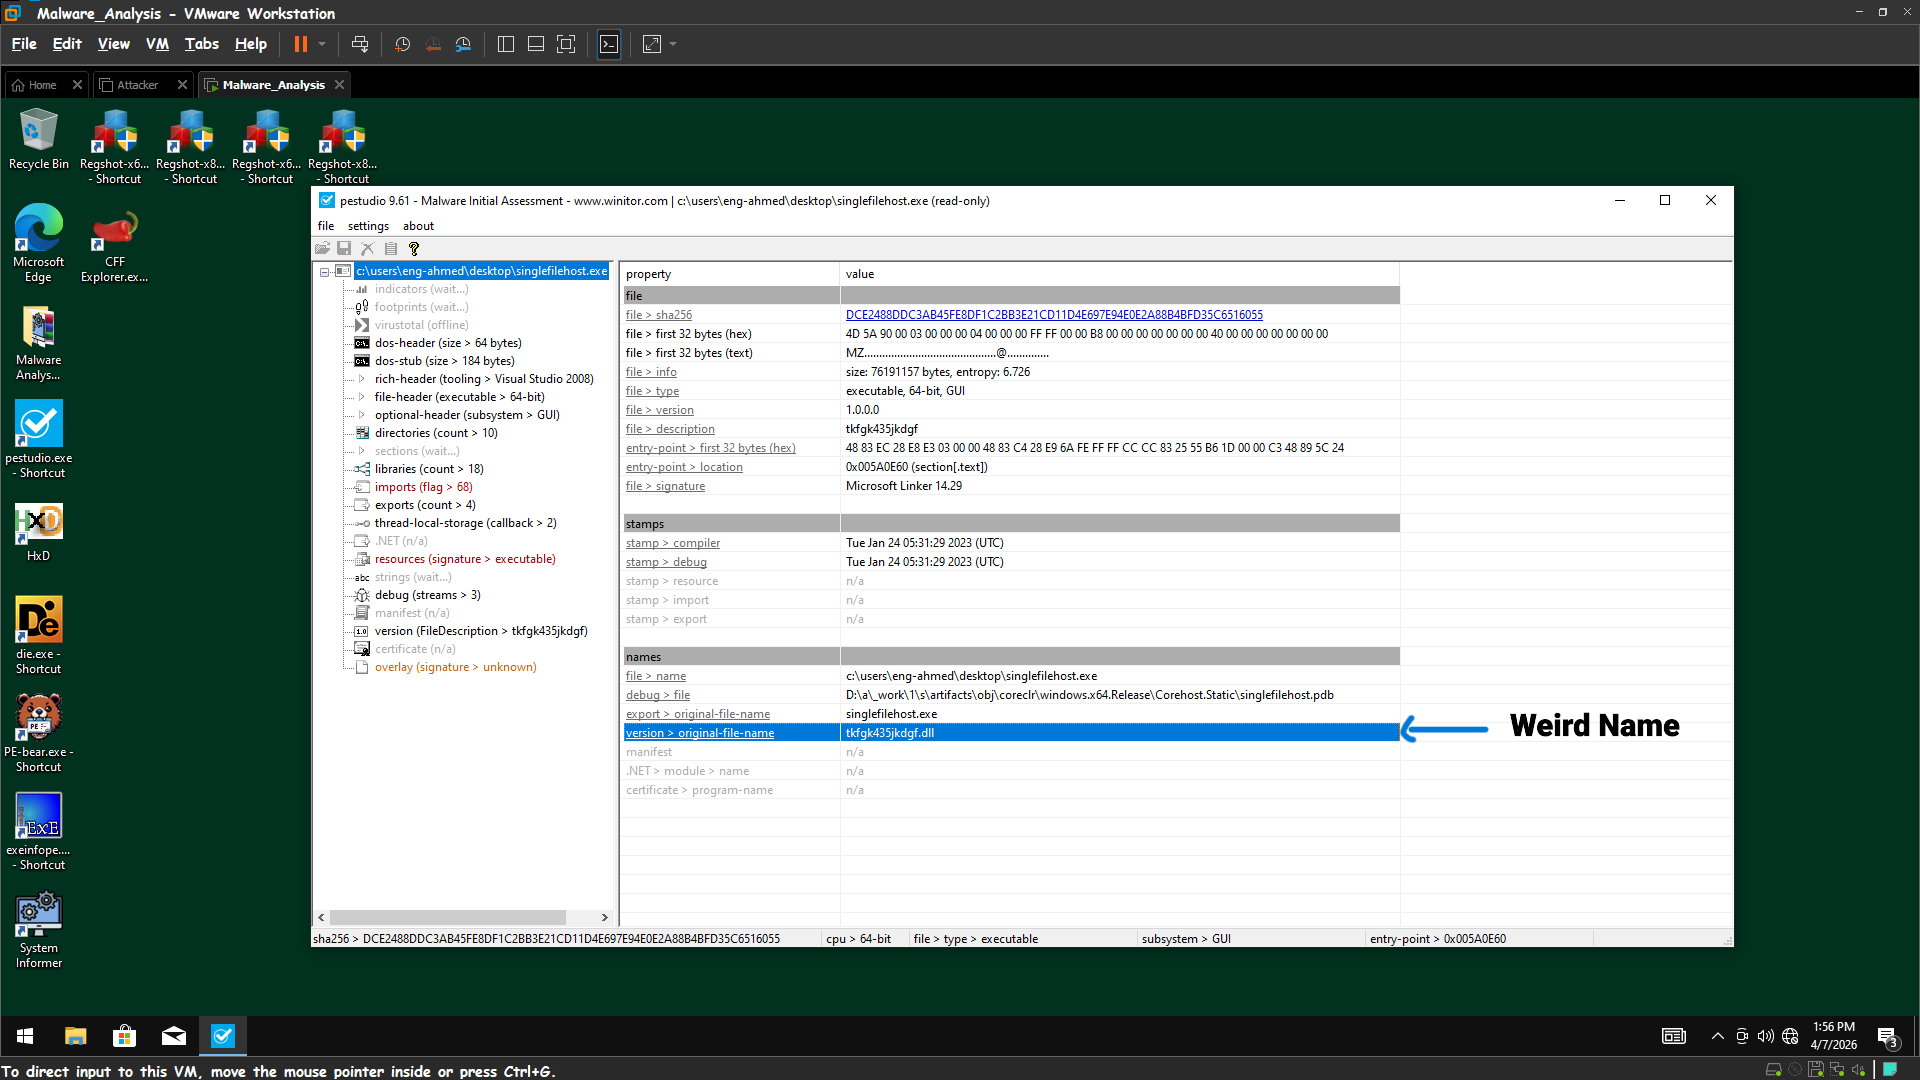 Malware_Analysis - VMware Workstation
File Edit View VM Tabs Help
Home
Attacker
Malware_Analysis
Recycle Bin
Regshot-x6... - Shortcut
Regshot-x8... - Shortcut
Regshot-x6... - Shortcut
Regshot-x8... - Shortcut
Microsoft Edge
CFF Explorer.ex...
Malware Analys...
pestudio.exe - Shortcut
HxD
die.exe - Shortcut
PE-bear.exe - Shortcut
exeinfope.... - Shortcut
System Informer
pestudio 9.61 - Malware Initial Assessment - www.winitor.com | c:\users\eng-ahmed\desktop\singlefilehost.exe (read-only)
file settings about
c:\users\eng-ahmed\desktop\singlefilehost.exe
indicators (wait...)
footprints (wait...)
virustotal (offline)
dos-header (size > 64 bytes)
dos-stub (size > 184 bytes)
rich-header (tooling > Visual Studio 2008)
file-header (executable > 64-bit)
optional-header (subsystem > GUI)
directories (count > 10)
sections (wait...)
libraries (count > 18)
imports (flag > 68)
exports (count > 4)
thread-local-storage (callback > 2)
.NET (n/a)
resources (signature > executable)
abc strings (wait...)
debug (streams > 3)
manifest (n/a)
1.0 version (FileDescription > tkfgk435jkdgf)
certificate (n/a)
overlay (signature > unknown)
property value
file
file > sha256 DCE2488DDC3AB45FE8DF1C2BB3E21CD11D4E697E94E0E2A88B4BFD35C6516055
file > first 32 bytes (hex) 4D 5A 90 00 03 00 00 00 04 00 00 00 FF FF 00 00 B8 00 00 00 00 00 00 00 40 00 00 00 00 00 00 00
file > first 32 bytes (text) MZ..........................................@..............
file > info size: 76191157 bytes, entropy: 6.726
file > type executable, 64-bit, GUI
file > version 1.0.0.0
file > description tkfgk435jkdgf
entry-point > first 32 bytes (hex) 48 83 EC 28 E8 E3 03 00 00 48 83 C4 28 E9 6A FE FF FF CC CC 83 25 55 B6 1D 00 00 C3 48 89 5C 24
entry-point > location 0x005A0E60 (section[.text])
file > signature Microsoft Linker 14.29
stamps
stamp > compiler Tue Jan 24 05:31:29 2023 (UTC)
stamp > debug Tue Jan 24 05:31:29 2023 (UTC)
stamp > resource n/a
stamp > import n/a
stamp > export n/a
names
file > name c:\users\eng-ahmed\desktop\singlefilehost.exe
debug > file D:\a\_work\1\s\artifacts\obj\coreclr\windows.x64.Release\Corehost.Static\singlefilehost.pdb
export > original-file-name singlefilehost.exe
version > original-file-name tkfgk435jkdgf.dll
manifest n/a
.NET > module > name n/a
certificate > program-name n/a
Weird Name
sha256 > DCE2488DDC3AB45FE8DF1C2BB3E21CD11D4E697E94E0E2A88B4BFD35C6516055 cpu > 64-bit file > type > executable subsystem > GUI entry-point > 0x005A0E60
1:56 PM
4/7/2026
3
To direct input to this VM, move the mouse pointer inside or press Ctrl+G.